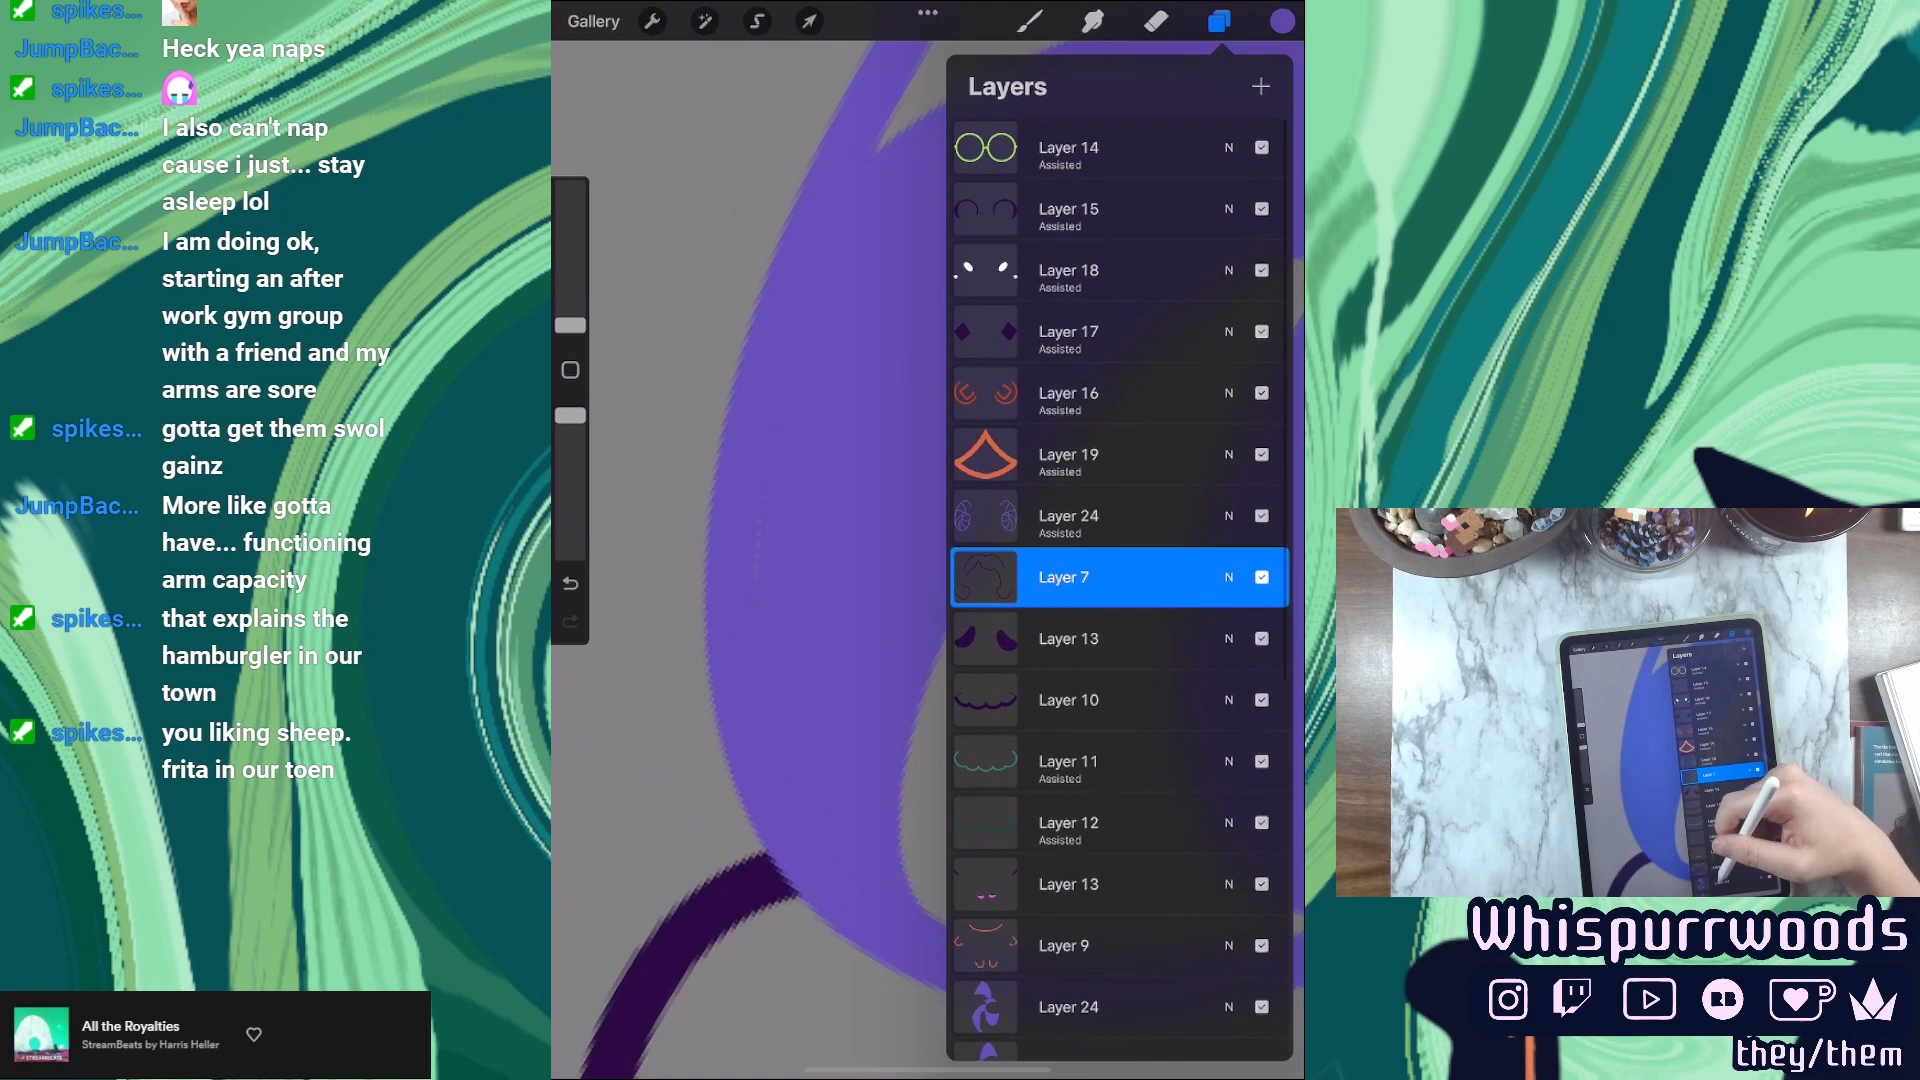 spikes...
JumpBac... Heck yea naps
spikes...
JumpBac... I also can't nap
cause i just... stay
asleep lol
JumpBac... I am doing ok,
starting an after
work gym group
with a friend and my
arms are sore
spikes... gotta get them swol
gainz
JumpBac... More like gotta
have... functioning
arm capacity
spikes... that explains the
hamburgler in our
town
spikes... you liking sheep.
frita in our toen
All the Royalties
StreamBeats by Harris Heller
Gallery
Layers
Layer 14 N
Assisted
Layer 15 N
Assisted
Layer 18 N
Assisted
Layer 17 N
Assisted
Layer 16 N
Assisted
Layer 19 N
Assisted
Layer 24 N
Assisted
Layer 7 N
Layer 13 N
Layer 10 N
Layer 11 N
Assisted
Layer 12 N
Assisted
Layer 13 N
Layer 9 N
Layer 24 N
Layers
Whispurrwoods
they/them